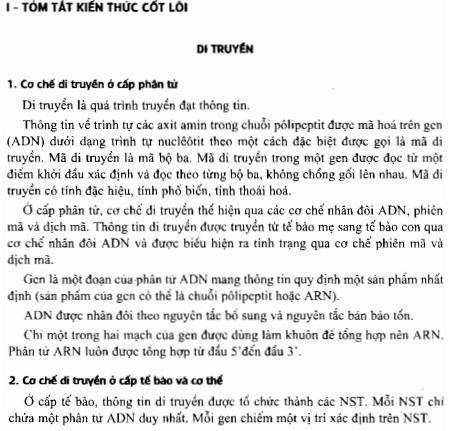 I - TÓM TẮT KIẾN THỨC CỐT LÕI
DI TRUYỀN
1. Cơ chế di truyền ở cấp phân tử
Di truyền là quá trình truyền đạt thông tin.
Thông tin về trình tự các axit amin trong chuỗi pôlipeptit được mã hoá trên gen
(ADN) dưới dạng trình tự nuclêôtit theo một cách đặc biệt được gọi là mã di
truyền. Mã di truyền là mã bộ ba. Mã di truyền trong một gen được đọc từ một
điểm khởi đầu xác định và đọc theo từng bộ ba, không chồng gối lên nhau. Mã di
truyền có tính đặc hiệu, tính phổ biến, tính thoái hoá.
Ở cấp phân tử, cơ chế di truyền thể hiện qua các cơ chế nhân đôi ADN, phiên
mã và dịch mã. Thông tin di truyền được truyền từ tế bào mẹ sang tế bào con qua
cơ chế nhân đôi ADN và được biểu hiện ra tính trạng qua cơ chế phiên mã và
dịch mã.
Gen là một đoạn của phân tử ADN mang thông tin quy định một sản phẩm nhất
định (sản phẩm của gen có thể là chuỗi pôlipeptit hoặc ARN).
ADN được nhân đôi theo nguyên tắc bổ sung và nguyên tắc bán bảo tồn.
Chỉ một trong hai mạch của gen được dùng làm khuôn để tổng hợp nên ARN.
Phân tử ARN luôn được tổng hợp từ đầu 5' đến đầu 3'.
2. Cơ chế di truyền ở cấp tế bào và cơ thể
Ở cấp tế bào, thông tin di truyền được tổ chức thành các NST. Mỗi NST chỉ
chứa một phân tử ADN duy nhất. Mỗi gen chiếm một vị trí xác định trên NST.